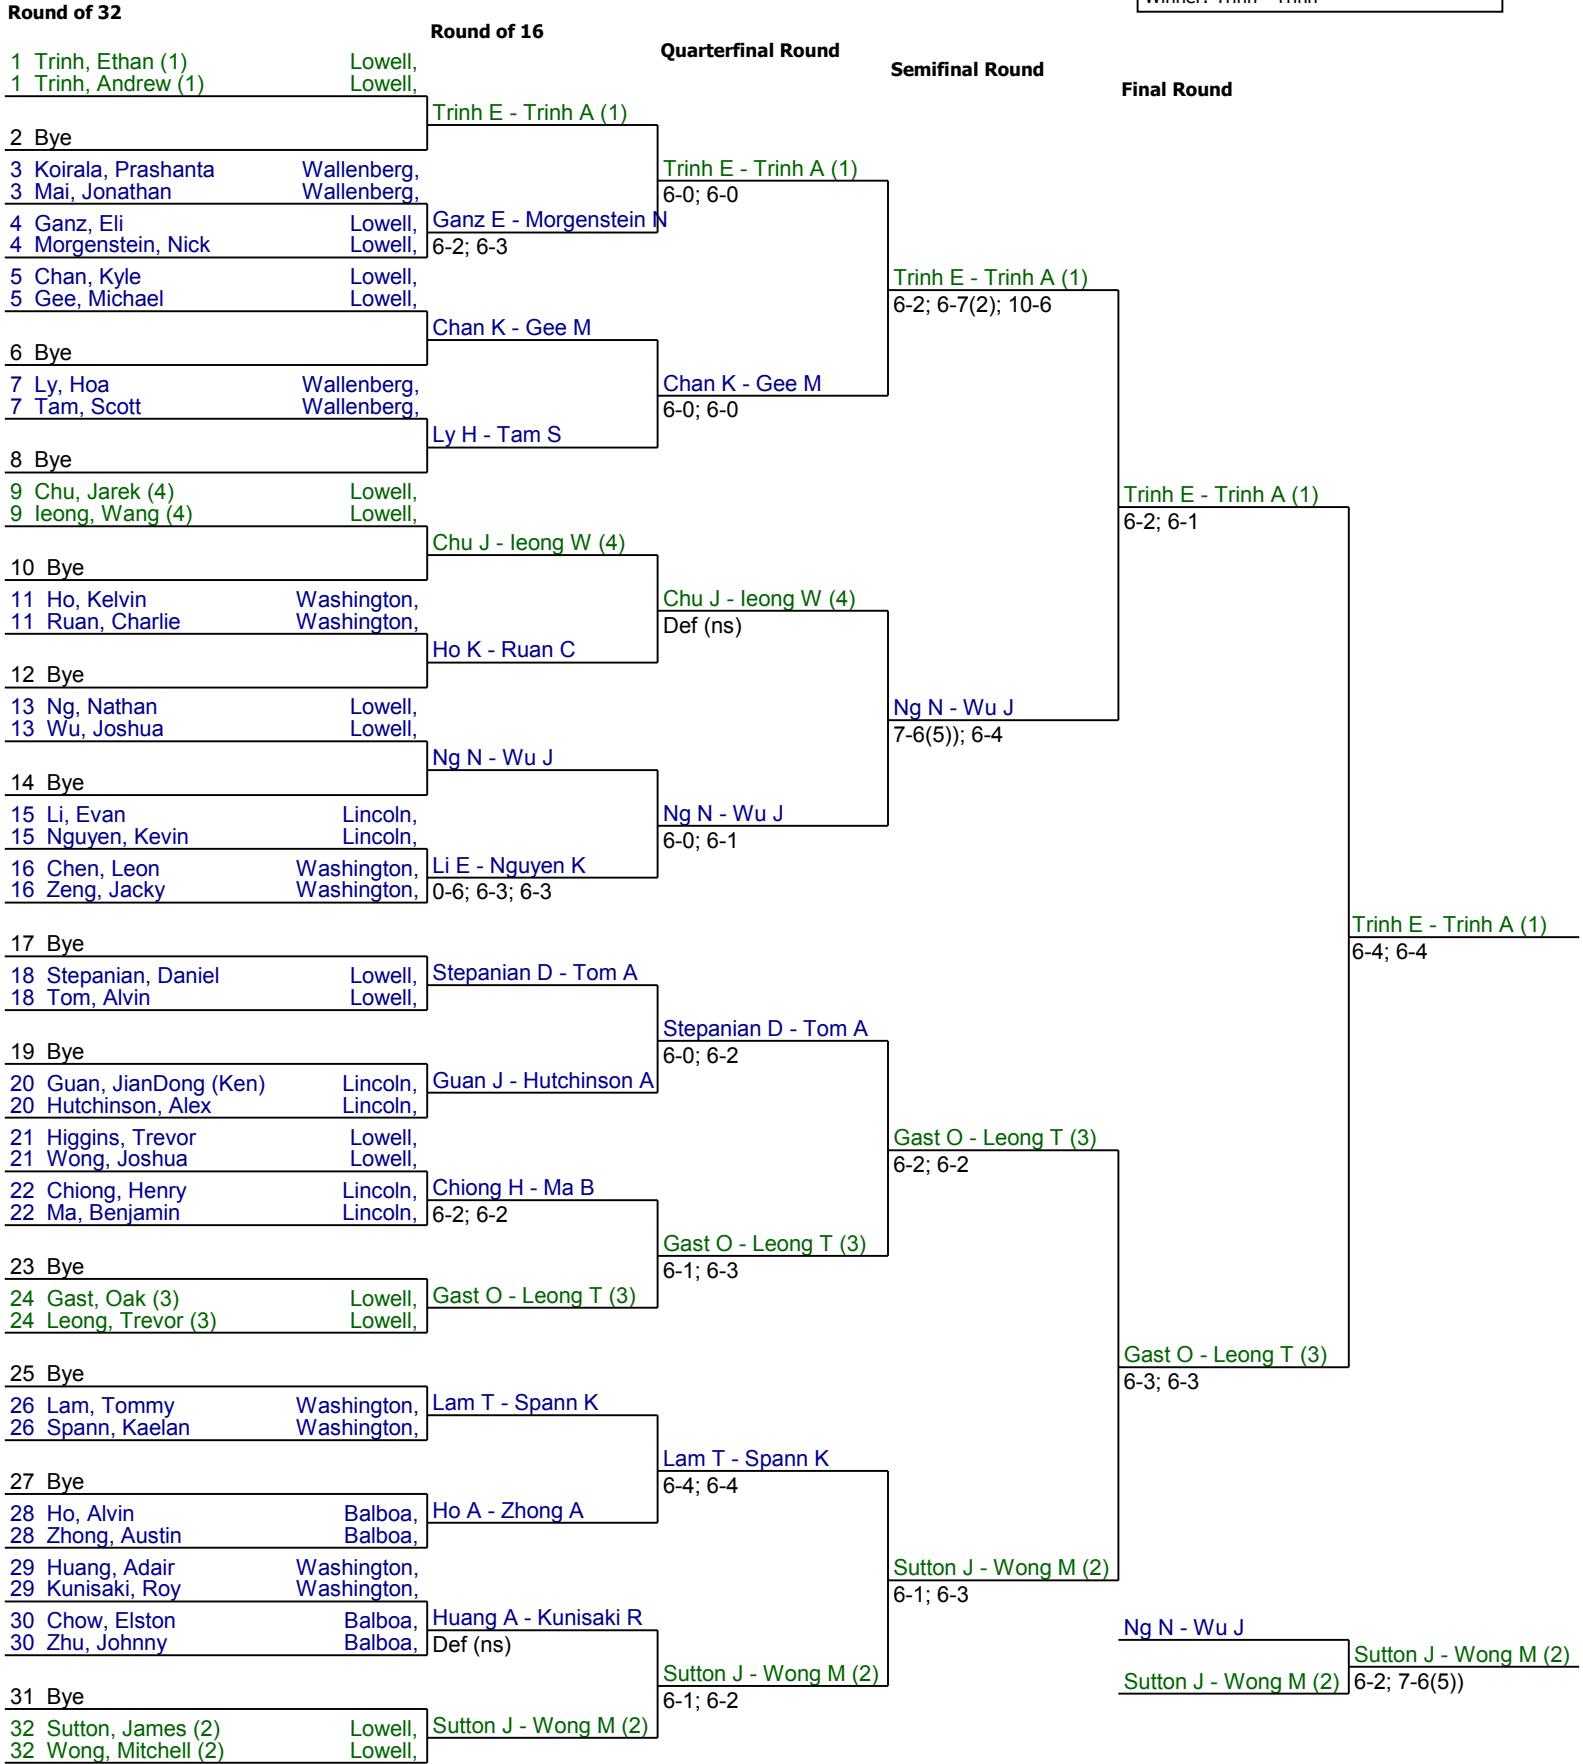 Winner: Trinh - Trinh
Round of 32
Round of 16
Quarterfinal Round
Semifinal Round
Final Round
1 Trinh, Ethan (1) Lowell,
1 Trinh, Andrew (1) Lowell,
2 Bye
3 Koirala, Prashanta Wallenberg,
3 Mai, Jonathan Wallenberg,
4 Ganz, Eli Lowell,
4 Morgenstein, Nick Lowell,
5 Chan, Kyle Lowell,
5 Gee, Michael Lowell,
6 Bye
7 Ly, Hoa Wallenberg,
7 Tam, Scott Wallenberg,
8 Bye
9 Chu, Jarek (4) Lowell,
9 Ieong, Wang (4) Lowell,
10 Bye
11 Ho, Kelvin Washington,
11 Ruan, Charlie Washington,
12 Bye
13 Ng, Nathan Lowell,
13 Wu, Joshua Lowell,
14 Bye
15 Li, Evan Lincoln,
15 Nguyen, Kevin Lincoln,
16 Chen, Leon Washington,
16 Zeng, Jacky Washington,
17 Bye
18 Stepanian, Daniel Lowell,
18 Tom, Alvin Lowell,
19 Bye
20 Guan, JianDong (Ken) Lincoln,
20 Hutchinson, Alex Lincoln,
21 Higgins, Trevor Lowell,
21 Wong, Joshua Lowell,
22 Chiong, Henry Lincoln,
22 Ma, Benjamin Lincoln,
23 Bye
24 Gast, Oak (3) Lowell,
24 Leong, Trevor (3) Lowell,
25 Bye
26 Lam, Tommy Washington,
26 Spann, Kaelan Washington,
27 Bye
28 Ho, Alvin Balboa,
28 Zhong, Austin Balboa,
29 Huang, Adair Washington,
29 Kunisaki, Roy Washington,
30 Chow, Elston Balboa,
30 Zhu, Johnny Balboa,
31 Bye
32 Sutton, James (2) Lowell,
32 Wong, Mitchell (2) Lowell,
Trinh E - Trinh A (1)
Ganz E - Morgenstein N
6-2; 6-3
Chan K - Gee M
Ly H - Tam S
Chu J - Ieong W (4)
Ho K - Ruan C
Ng N - Wu J
Li E - Nguyen K
0-6; 6-3; 6-3
Stepanian D - Tom A
Guan J - Hutchinson A
Chiong H - Ma B
6-2; 6-2
Gast O - Leong T (3)
Lam T - Spann K
Ho A - Zhong A
Huang A - Kunisaki R
Def (ns)
Sutton J - Wong M (2)
Trinh E - Trinh A (1)
6-0; 6-0
Chan K - Gee M
6-0; 6-0
Chu J - Ieong W (4)
Def (ns)
Ng N - Wu J
6-0; 6-1
Stepanian D - Tom A
6-0; 6-2
Gast O - Leong T (3)
6-1; 6-3
Lam T - Spann K
6-4; 6-4
Sutton J - Wong M (2)
6-1; 6-2
Trinh E - Trinh A (1)
6-2; 6-7(2); 10-6
Ng N - Wu J
7-6(5)); 6-4
Gast O - Leong T (3)
6-2; 6-2
Sutton J - Wong M (2)
6-1; 6-3
Trinh E - Trinh A (1)
6-2; 6-1
Gast O - Leong T (3)
6-3; 6-3
Trinh E - Trinh A (1)
6-4; 6-4
Ng N - Wu J
Sutton J - Wong M (2)
Sutton J - Wong M (2)
6-2; 7-6(5))